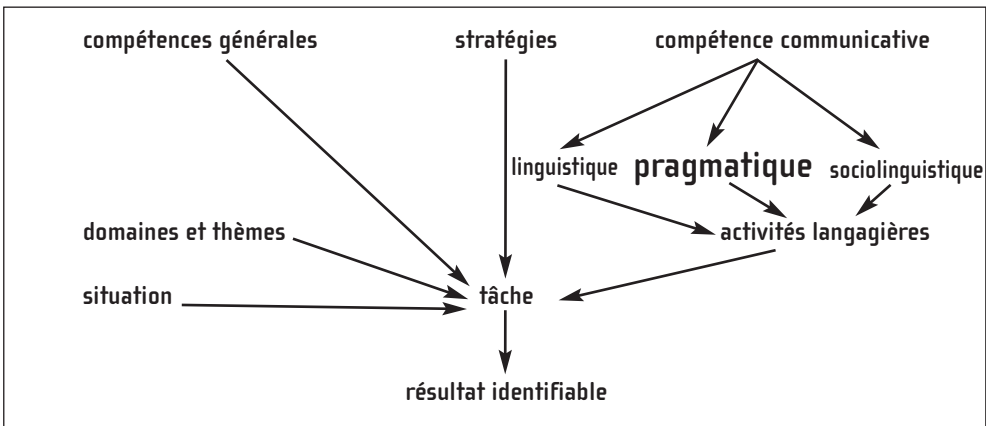 compétences générales
stratégies
compétence communicative
linguistique
pragmatique
sociolinguistique
domaines et thèmes
activités langagières
situation
tâche
résultat identifiable